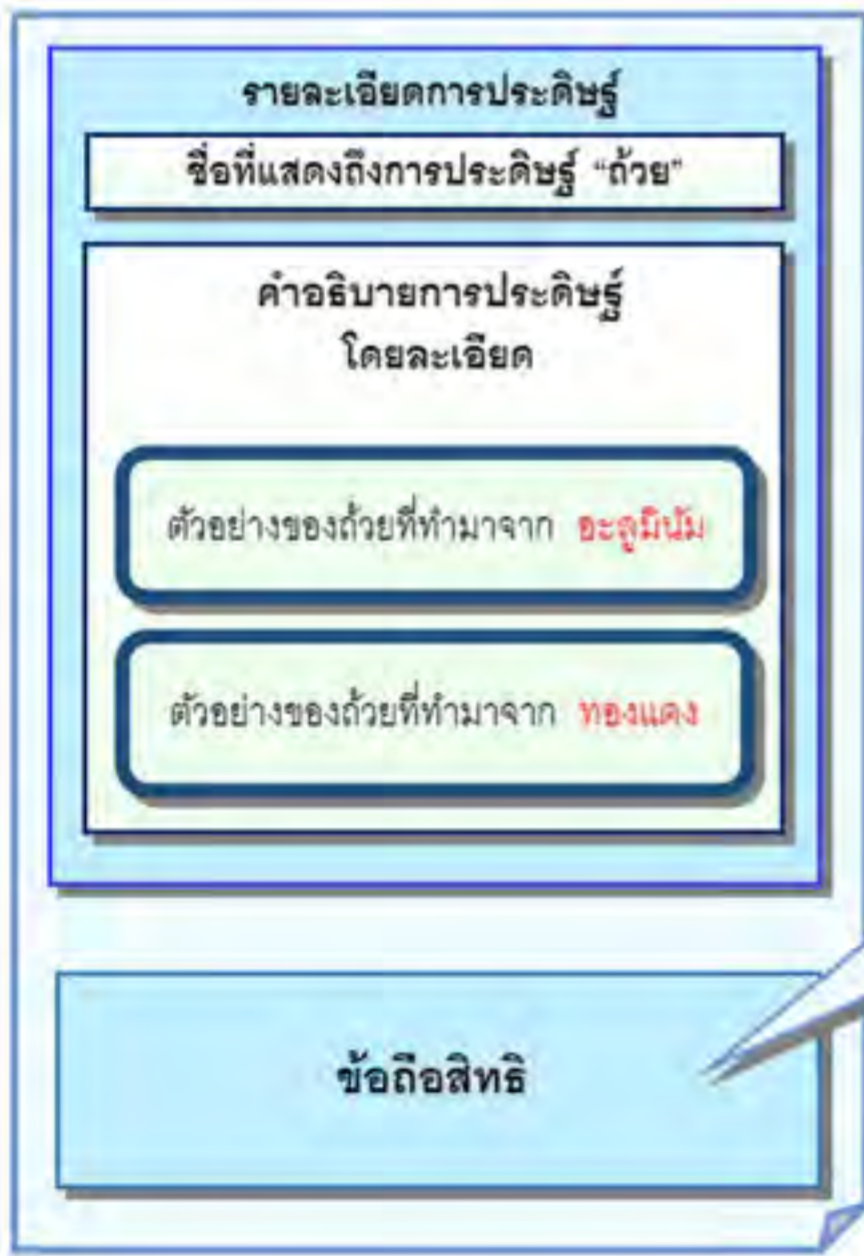 รายละเอียดการประดิษฐ์
ชื่อที่แสดงถึงการประดิษฐ์ “ถ้วย”
คำอธิบายการประดิษฐ์
โดยละเอียด
ตัวอย่างของถ้วยที่ทำมาจาก อะลูมินัม
ตัวอย่างของถ้วยที่ทำมาจาก ทองแดง
ข้อถือสิทธิ